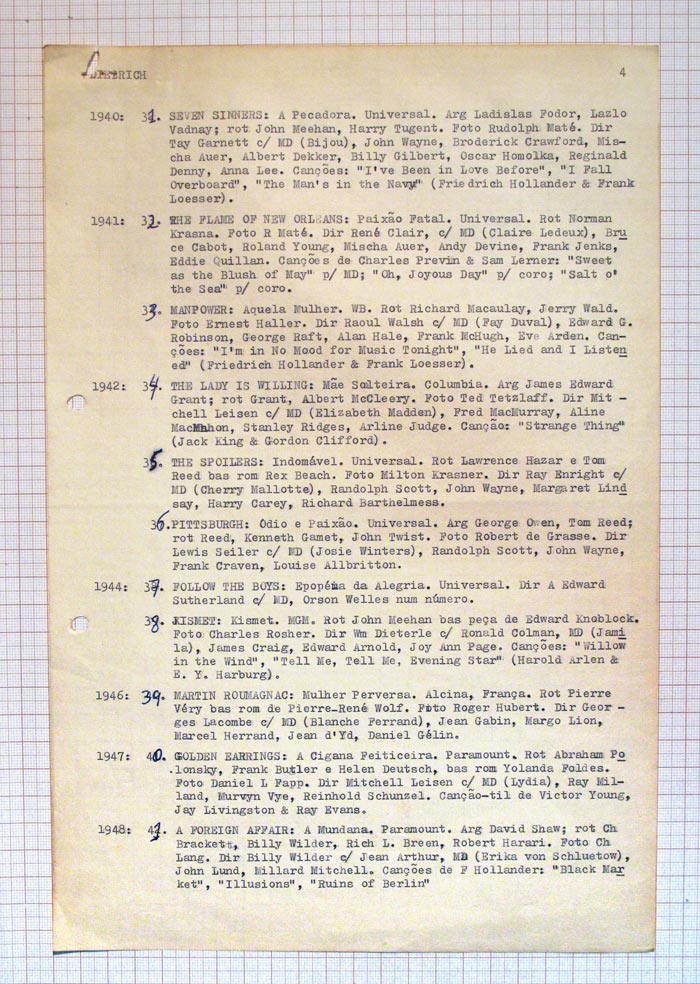 DIETRICH 4
1940: 31. SEVEN SINNERS: A Pecadora. Universal. Arg Ladislas Fodor, Lazlo
Vadnay; rot John Meehan, Harry Tugent. Foto Rudolph Maté. Dir
Tay Garnett c/ MD (Bijou), John Wayne, Broderick Crawford, Mis-
cha Auer, Albert Dekker, Billy Gilbert, Oscar Homolka, Reginald
Denny, Anna Lee. Canções: "I've Been in Love Before", "I Fall
Overboard", "The Man's in the Navy" (Friedrich Hollander & Frank
Loesser).
1941: 32. THE FLAME OF NEW ORLEANS: Paixão Fatal. Universal. Rot Norman
Krasna. Foto R Maté. Dir René Clair, c/ MD (Claire Ledeux), Bru
ce Cabot, Roland Young, Mischa Auer, Andy Devine, Frank Jenks,
Eddie Quillan. Canções de Charles Previn & Sam Lerner: "Sweet
as the Blush of May" p/ MD; "Oh, Joyous Day" p/ coro; "Salt o'
the Sea" p/ coro.
33. MANPOWER: Aquela Mulher. WB. Rot Richard Macaulay, Jerry Wald.
Foto Ernest Haller. Dir Raoul Walsh c/ MD (Fay Duval), Edward G.
Robinson, George Raft, Alan Hale, Frank McHugh, Eve Arden. Can-
ções: "I'm in No Mood for Music Tonight", "He Lied and I Listen
ed" (Friedrich Hollander & Frank Loesser).
1942: 34. THE LADY IS WILLING: Mãe Solteira. Columbia. Arg James Edward
Grant; rot Grant, Albert McCleery. Foto Ted Tetzlaff. Dir Mit -
chell Leisen c/ MD (Elizabeth Madden), Fred MacMurray, Aline
MacMahon, Stanley Ridges, Arline Judge. Canção: "Strange Thing"
(Jack King & Gordon Clifford).
35. THE SPOILERS: Indomável. Universal. Rot Lawrence Hazar e Tom
Reed bas rom Rex Beach. Foto Milton Krasner. Dir Ray Enright c/
MD (Cherry Mallotte), Randolph Scott, John Wayne, Margaret Lind
say, Harry Carey, Richard Barthelmess.
36. PITTSBURGH: Ódio e Paixão. Universal. Arg George Owen, Tom Reed;
rot Reed, Kenneth Gamet, John Twist. Foto Robert de Grasse. Dir
Lewis Seiler c/ MD (Josie Winters), Randolph Scott, John Wayne,
Frank Craven, Louise Allbritton.
1944: 37. FOLLOW THE BOYS: Epopéia da Alegria. Universal. Dir A Edward
Sutherland c/ MD, Orson Welles num número.
38. KISMET: Kismet. MGM. Rot John Meehan bas peça de Edward Knoblock.
Foto Charles Rosher. Dir Wm Dieterle c/ Ronald Colman, MD (Jami
la), James Craig, Edward Arnold, Joy Ann Page. Canções: "Willow
in the Wind", "Tell Me, Tell Me, Evening Star" (Harold Arlen &
E. Y. Harburg).
1946: 39. MARTIN ROUMAGNAC: Mulher Perversa. Alcina, França. Rot Pierre
Véry bas rom de Pierre-René Wolf. Foto Roger Hubert. Dir Geor -
ges Lacombe c/ MD (Blanche Ferrand), Jean Gabin, Margo Lion,
Marcel Herrand, Jean d'Yd, Daniel Gélin.
1947: 40. GOLDEN EARRINGS: A Cigana Feiticeira. Paramount. Rot Abraham Po
lonsky, Frank Butler e Helen Deutsch, bas rom Yolanda Foldes.
Foto Daniel L Fapp. Dir Mitchell Leisen c/ MD (Lydia), Ray Mil-
land, Murvyn Vye, Reinhold Schunzel. Canção-tit de Victor Young,
Jay Livingston & Ray Evans.
1948: 41. A FOREIGN AFFAIR: A Mundana. Paramount. Arg David Shaw; rot Ch
Brackett, Billy Wilder, Rich L. Breen, Robert Harari. Foto Ch
Lang. Dir Billy Wilder c/ Jean Arthur, MD (Erika von Schluetow),
John Lund, Millard Mitchell. Canções de F Hollander: "Black Mar
ket", "Illusions", "Ruins of Berlin"